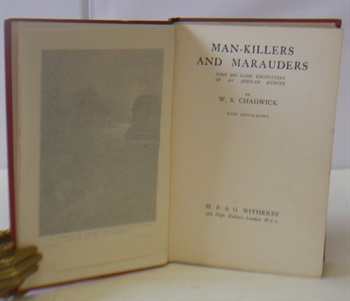 MAN-KILLERS
AND MARAUDERS
SOME BIG GAME ENCOUNTERS
OF AN AFRICAN HUNTER
BY
W. S. CHADWICK
WITH PHOTOGRAPHS
H. F. & G. WITHERBY
326 High Holborn London W.C.1.